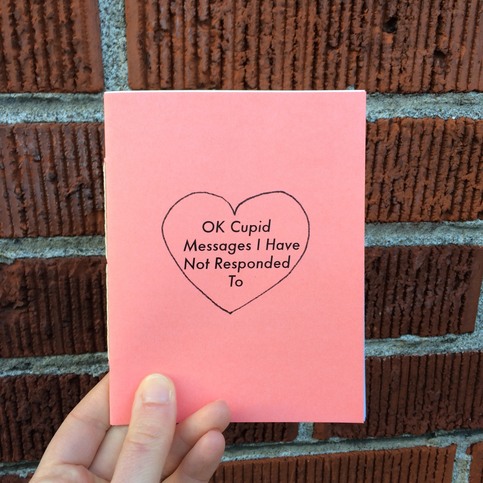 OK Cupid
Messages I Have
Not Responded
To